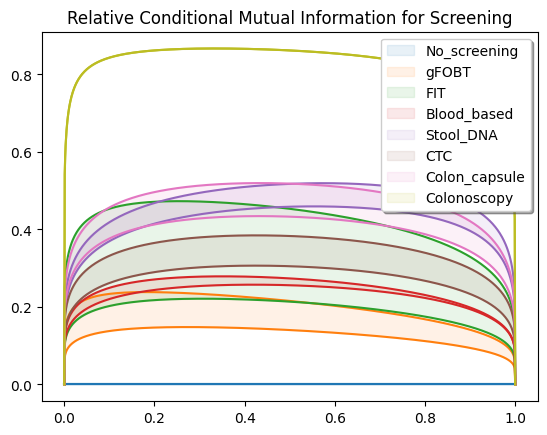 Relative Conditional Mutual Information for Screening
No_screening
gFOBT
FIT
Blood_based
Stool_DNA
CTC
Colon_capsule
Colonoscopy
0.8
0.6
0.4
0.2
0.0
0.0 0.2 0.4 0.6 0.8 1.0